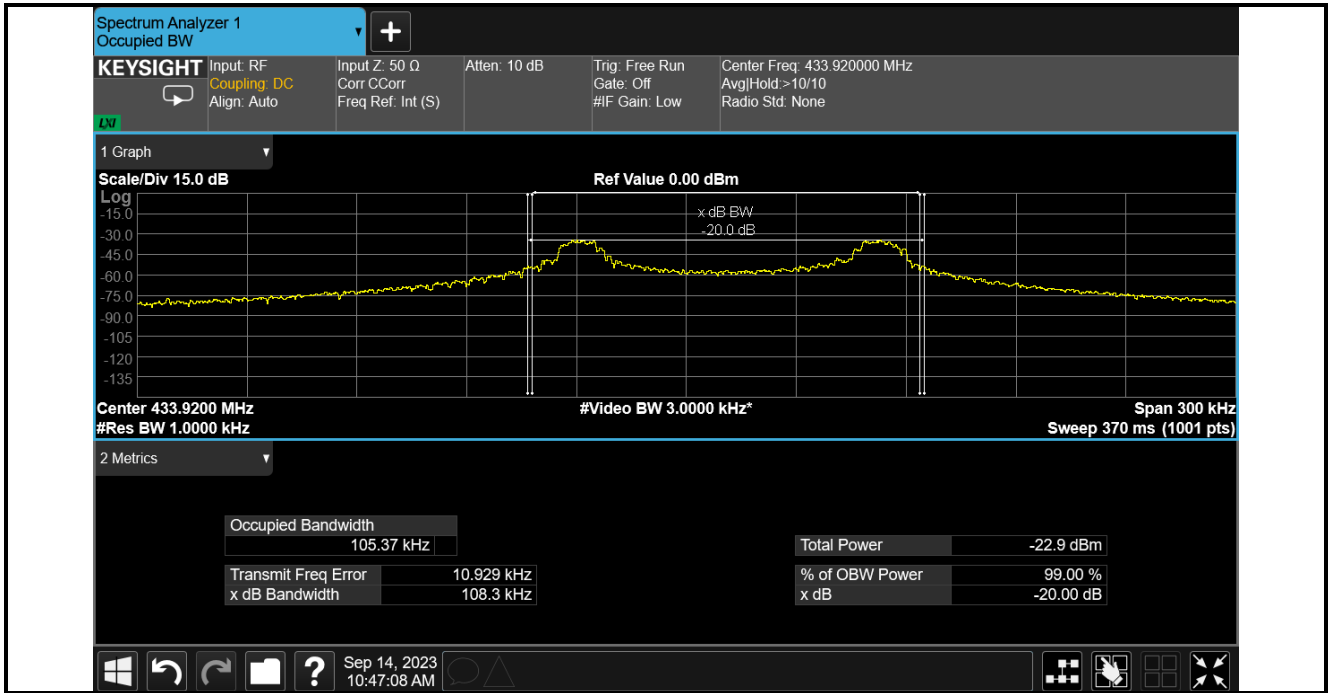 Spectrum Analyzer 1
Occupied BW
+
KEYSIGHT
Input: RF
Coupling: DC
Align: Auto
Input Z: 50 Ω
Corr CCorr
Freq Ref: Int (S)
Atten: 10 dB
Trig: Free Run
Gate: Off
#IF Gain: Low
Center Freq: 433.920000 MHz
Avg|Hold:>10/10
Radio Std: None
LXI
1 Graph
Scale/Div 15.0 dB
Ref Value 0.00 dBm
Log
-15.0
-30.0
-45.0
-60.0
-75.0
-90.0
-105
-120
-135
x dB BW
-20.0 dB
Center 433.9200 MHz
#Video BW 3.0000 kHz*
Span 300 kHz
#Res BW 1.0000 kHz
Sweep 370 ms (1001 pts)
2 Metrics
Occupied Bandwidth
105.37 kHz
Total Power -22.9 dBm
Transmit Freq Error 10.929 kHz
% of OBW Power 99.00 %
x dB Bandwidth 108.3 kHz
x dB -20.00 dB
?
Sep 14, 2023
10:47:08 AM